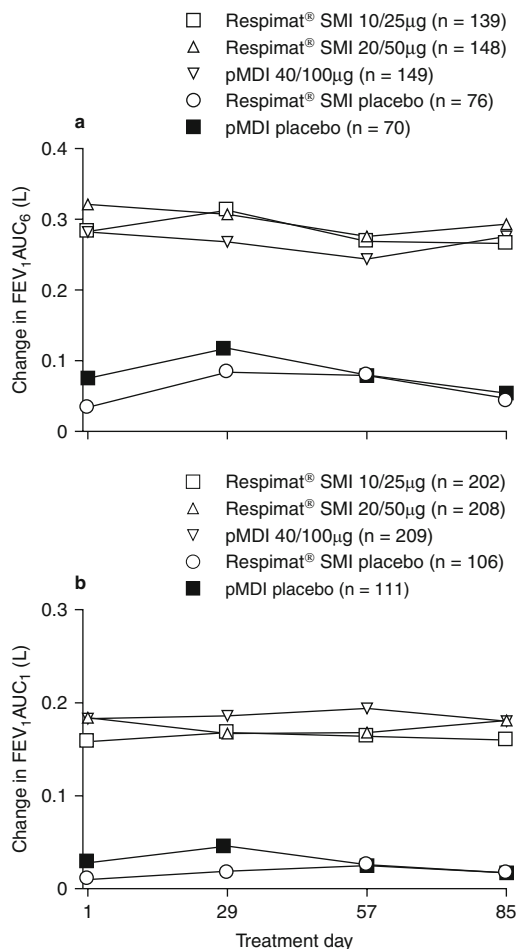 Respimat® SMI 10/25μg (n = 139)
Respimat® SMI 20/50μg (n = 148)
pMDI 40/100μg (n = 149)
Respimat® SMI placebo (n = 76)
pMDI placebo (n = 70)
a
0.4
0.3
0.2
0.1
0
Change in FEV₁AUC₆ (L)
Respimat® SMI 10/25μg (n = 202)
Respimat® SMI 20/50μg (n = 208)
pMDI 40/100μg (n = 209)
Respimat® SMI placebo (n = 106)
pMDI placebo (n = 111)
b
0.3
0.2
0.1
0
Change in FEV₁AUC₁ (L)
1 29 57 85
Treatment day